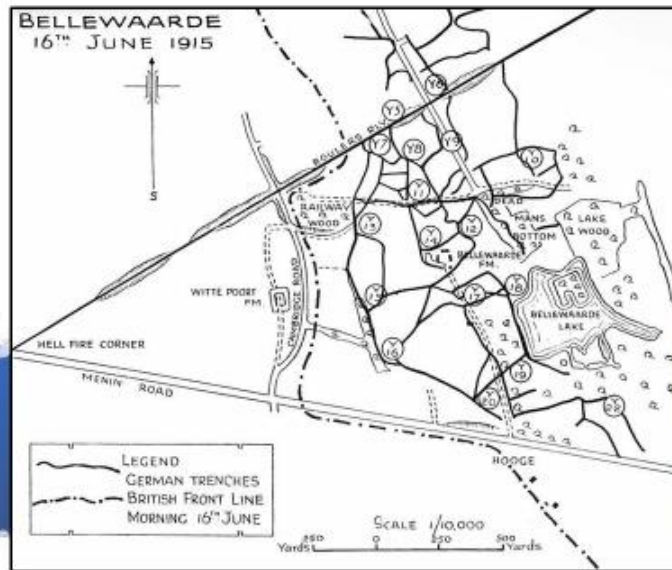 BELLEWAARDE
16TH JUNE 1915
S
Y6
Y5
ROULERS RLY
Y7
Y8
Y9
Y10
Y11
DEAD
MANS
BOTTOM
LAKE
WOOD
RAILWAY
WOOD
Y13
Y14
Y12
BELLEWAARDE
FM.
WITTE POORT
FM.
CAMBRIDGE ROAD
Y17
BELLEWAARDE
LAKE
HELL FIRE CORNER
Y16
Y19
MENIN ROAD
Y20
Y22
HOOGE
LEGEND
GERMAN TRENCHES
BRITISH FRONT LINE
MORNING 16TH JUNE
SCALE 1/10,000
250 0 250 500
Yards Yards